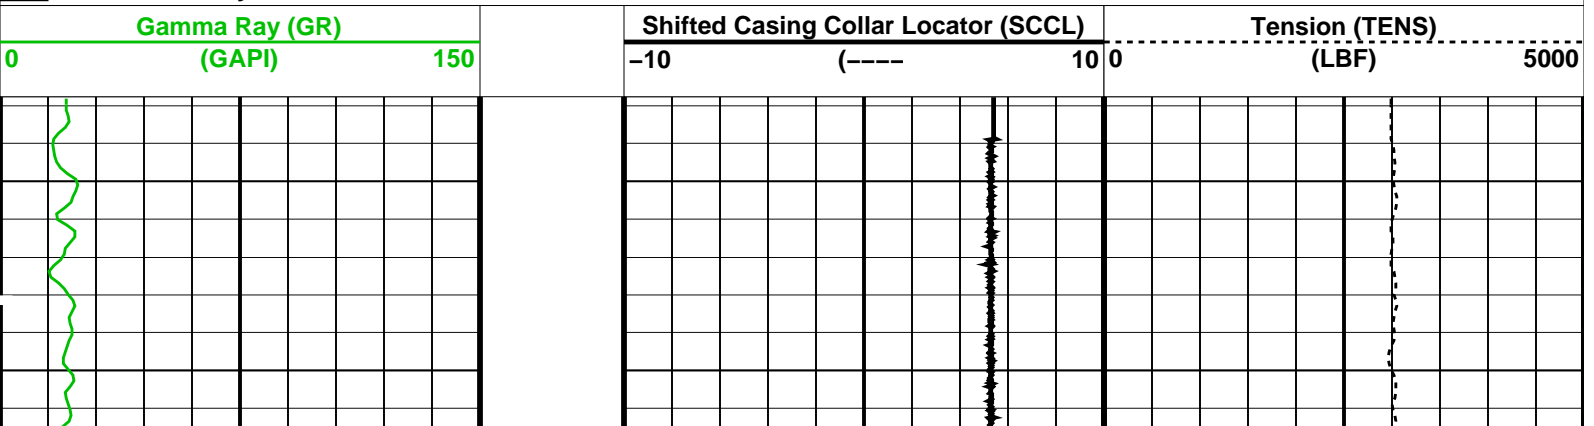 Gamma Ray (GR) Shifted Casing Collar Locator (SCCL) Tension (TENS)
0 (GAPI) 150 −10 (−−−− 10 0 (LBF) 5000